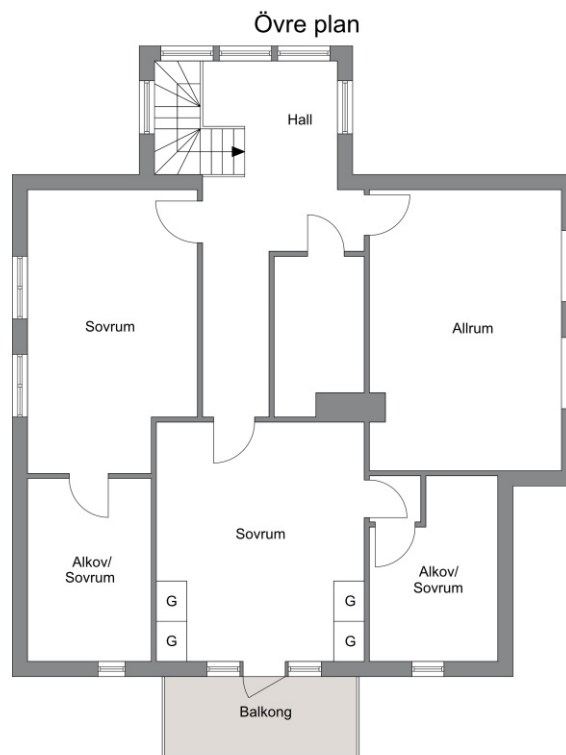 Övre plan
Hall
Sovrum
Allrum
Sovrum
Alkov/
Sovrum
Alkov/
Sovrum
G
G
G
G
Balkong